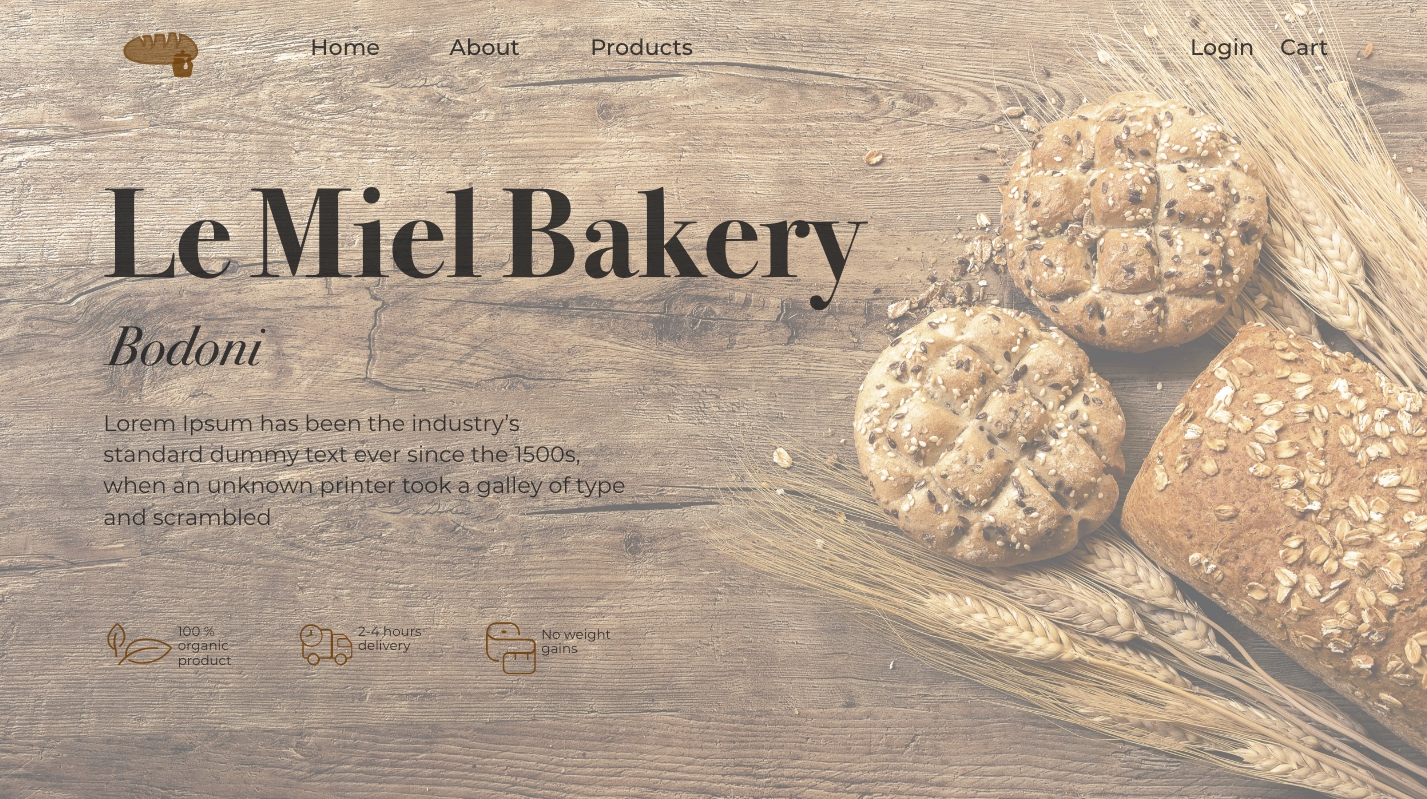 Home
About
Products
Login
Cart
Le Miel Bakery
Bodoni
Lorem Ipsum has been the industry’s
standard dummy text ever since the 1500s,
when an unknown printer took a galley of type
and scrambled
100 %
organic
product
2-4 hours
delivery
No weight
gains